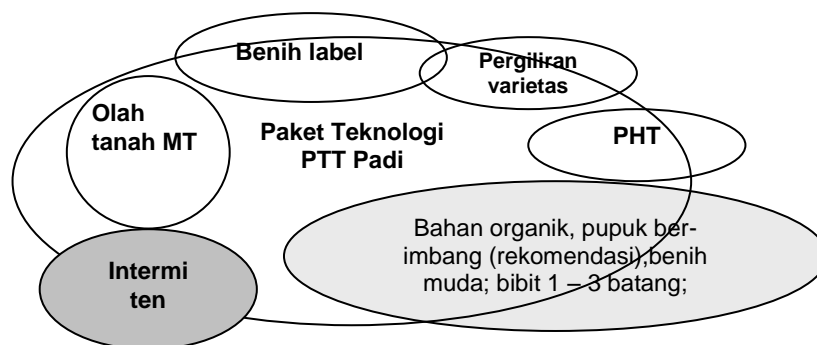 Benih label
Pergiliran
varietas
Olah
tanah MT
Paket Teknologi
PTT Padi
PHT
Bahan organik, pupuk ber-
imbang (rekomendasi),benih
muda; bibit 1 – 3 batang;
Intermi
ten